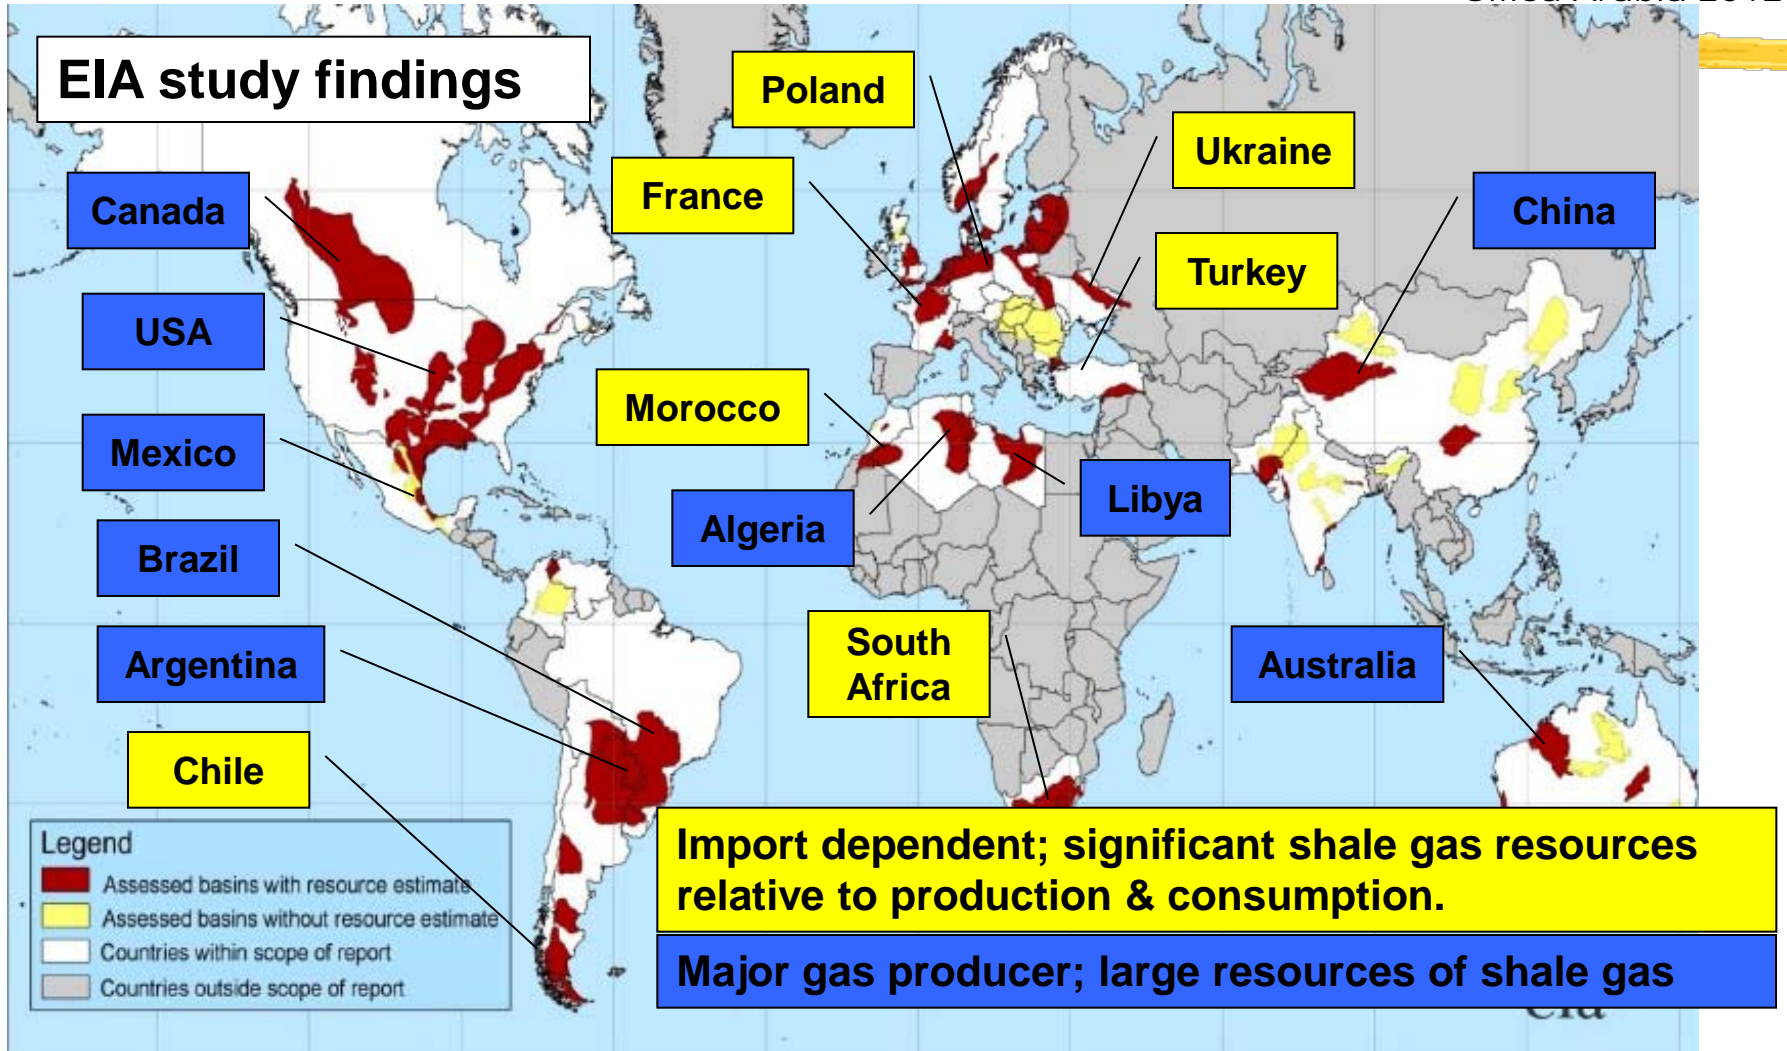 EIA study findings
Poland
Ukraine
France
Canada
China
Turkey
USA
Morocco
Mexico
Libya
Algeria
Brazil
South
Africa
Argentina
Australia
Chile
Legend
Assessed basins with resource estimate
Assessed basins without resource estimate
Countries within scope of report
Countries outside scope of report
Import dependent; significant shale gas resources
relative to production & consumption.
Major gas producer; large resources of shale gas
eia